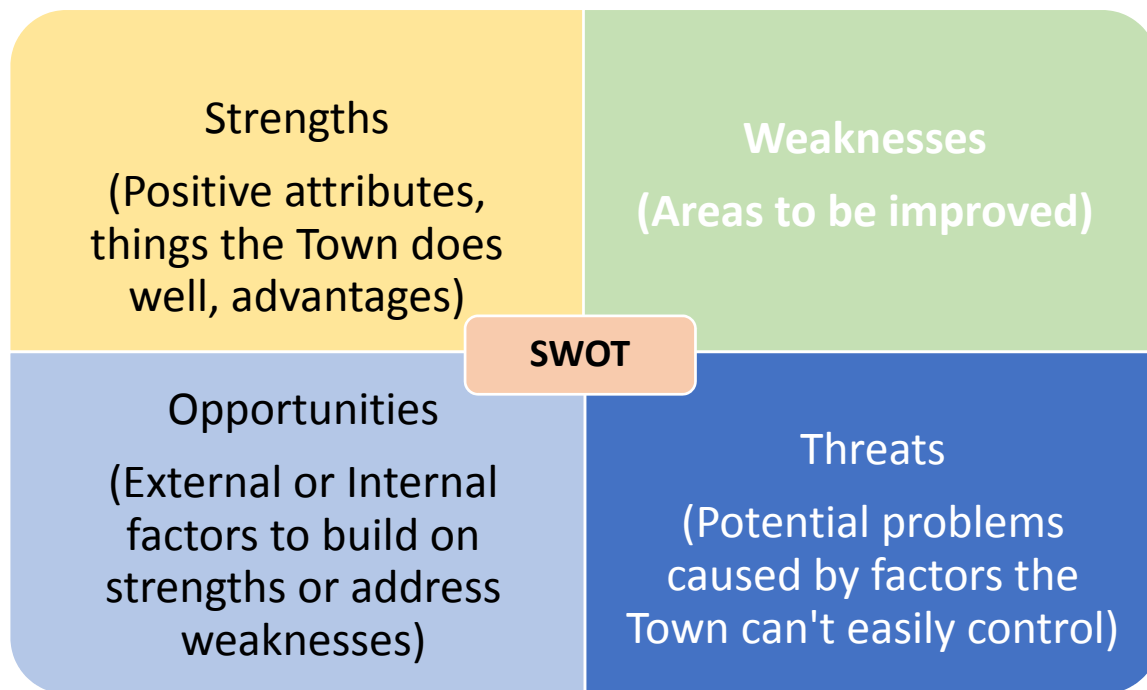 Strengths
(Positive attributes,
things the Town does
well, advantages)
Weaknesses
(Areas to be improved)
SWOT
Opportunities
(External or Internal
factors to build on
strengths or address
weaknesses)
Threats
(Potential problems
caused by factors the
Town can't easily control)